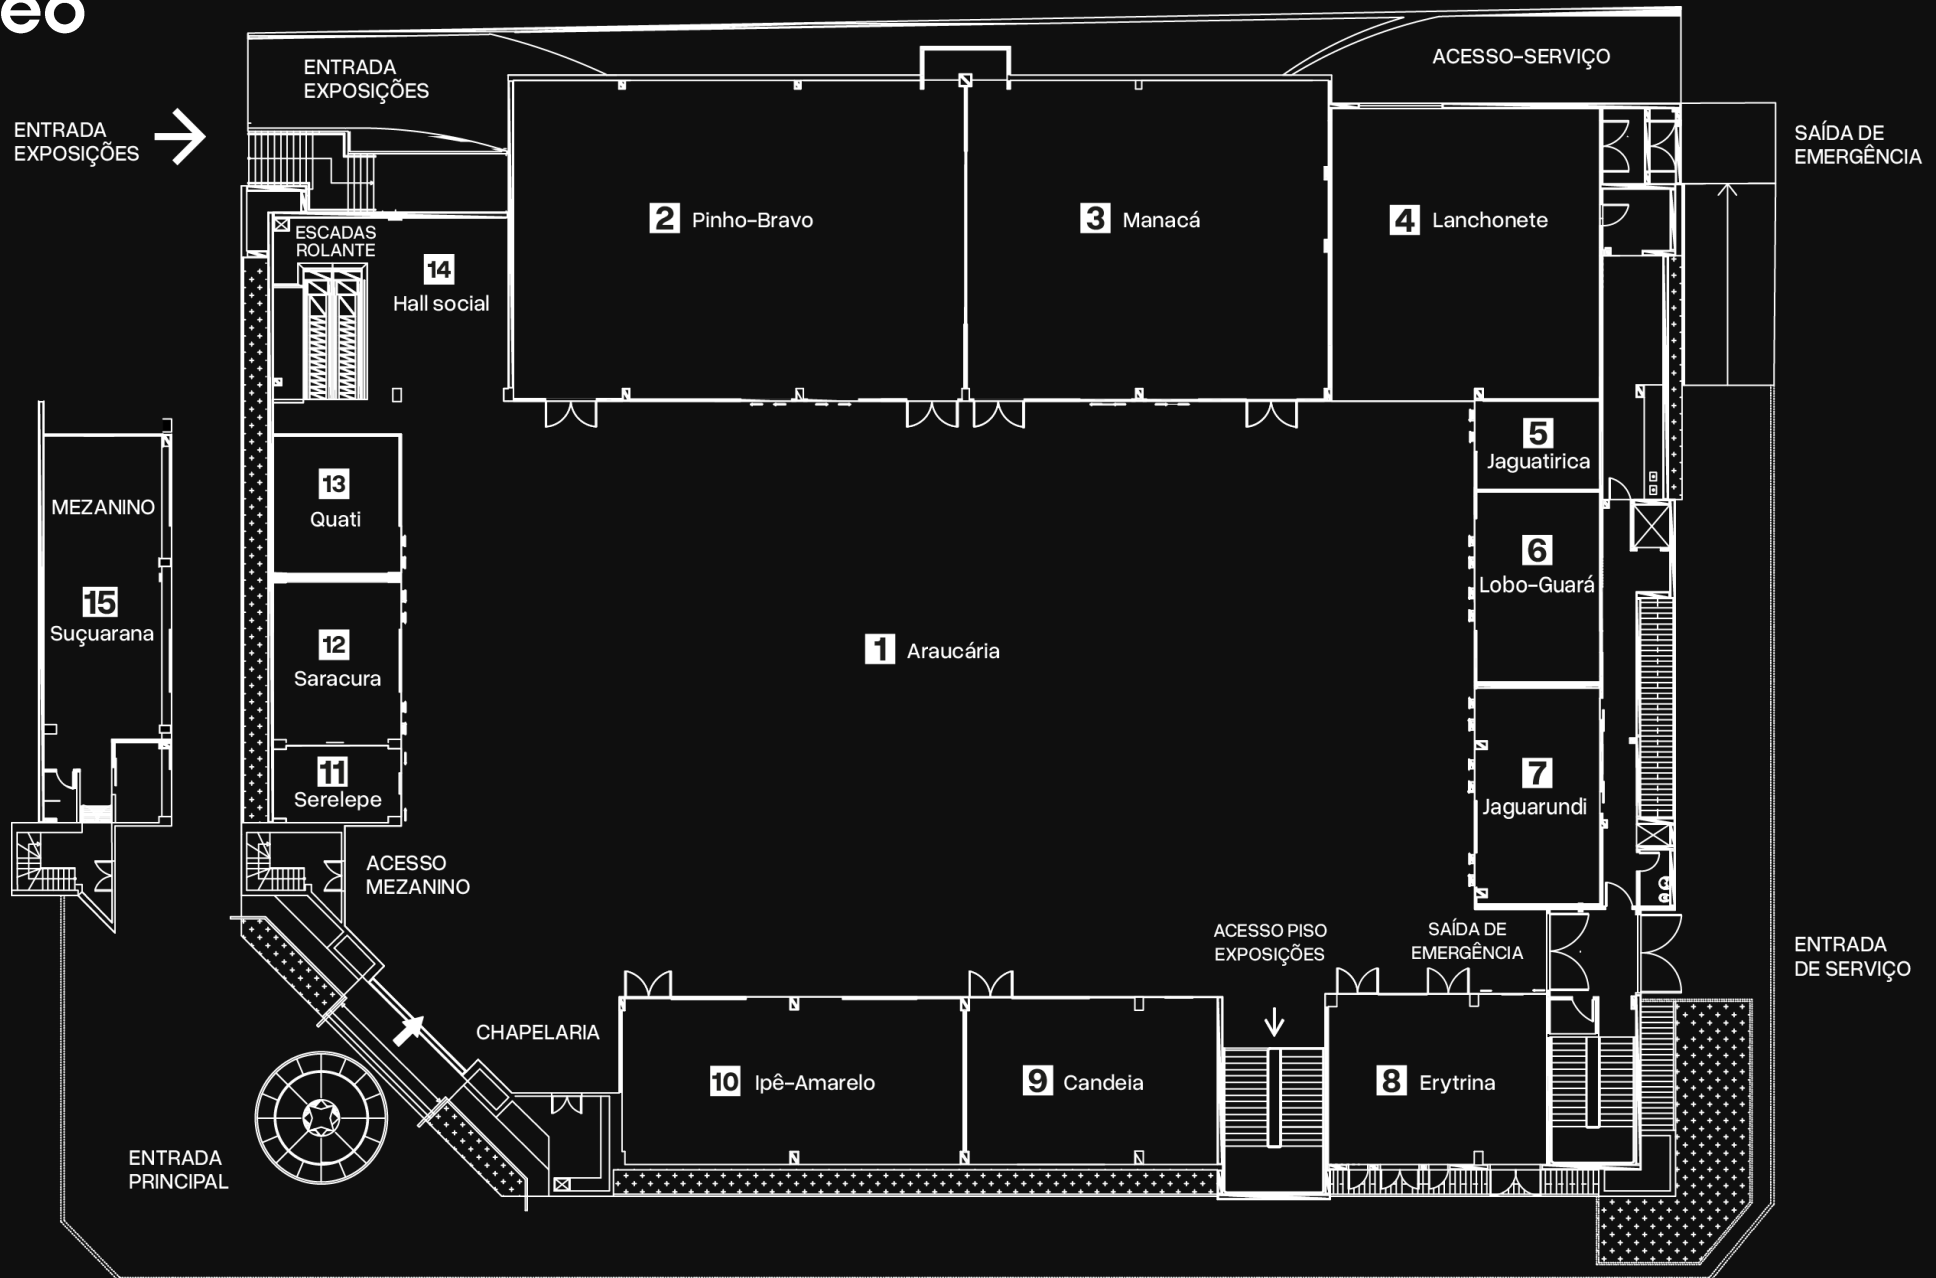 eo
ENTRADA
EXPOSIÇÕES
ACESSO-SERVIÇO
ENTRADA
EXPOSIÇÕES
SAÍDA DE
EMERGÊNCIA
2 Pinho-Bravo
3 Manacá
4 Lanchonete
ESCADAS
ROLANTE
14
Hall social
5
Jaguatirica
13
Quati
MEZANINO
6
Lobo-Guará
15
Suçuarana
12
Saracura
1 Araucária
11
Serelepe
7
Jaguarundi
ACESSO
MEZANINO
ACESSO PISO
EXPOSIÇÕES
SAÍDA DE
EMERGÊNCIA
ENTRADA
DE SERVIÇO
CHAPELARIA
10 Ipê-Amarelo
9 Candeia
8 Erytrina
ENTRADA
PRINCIPAL